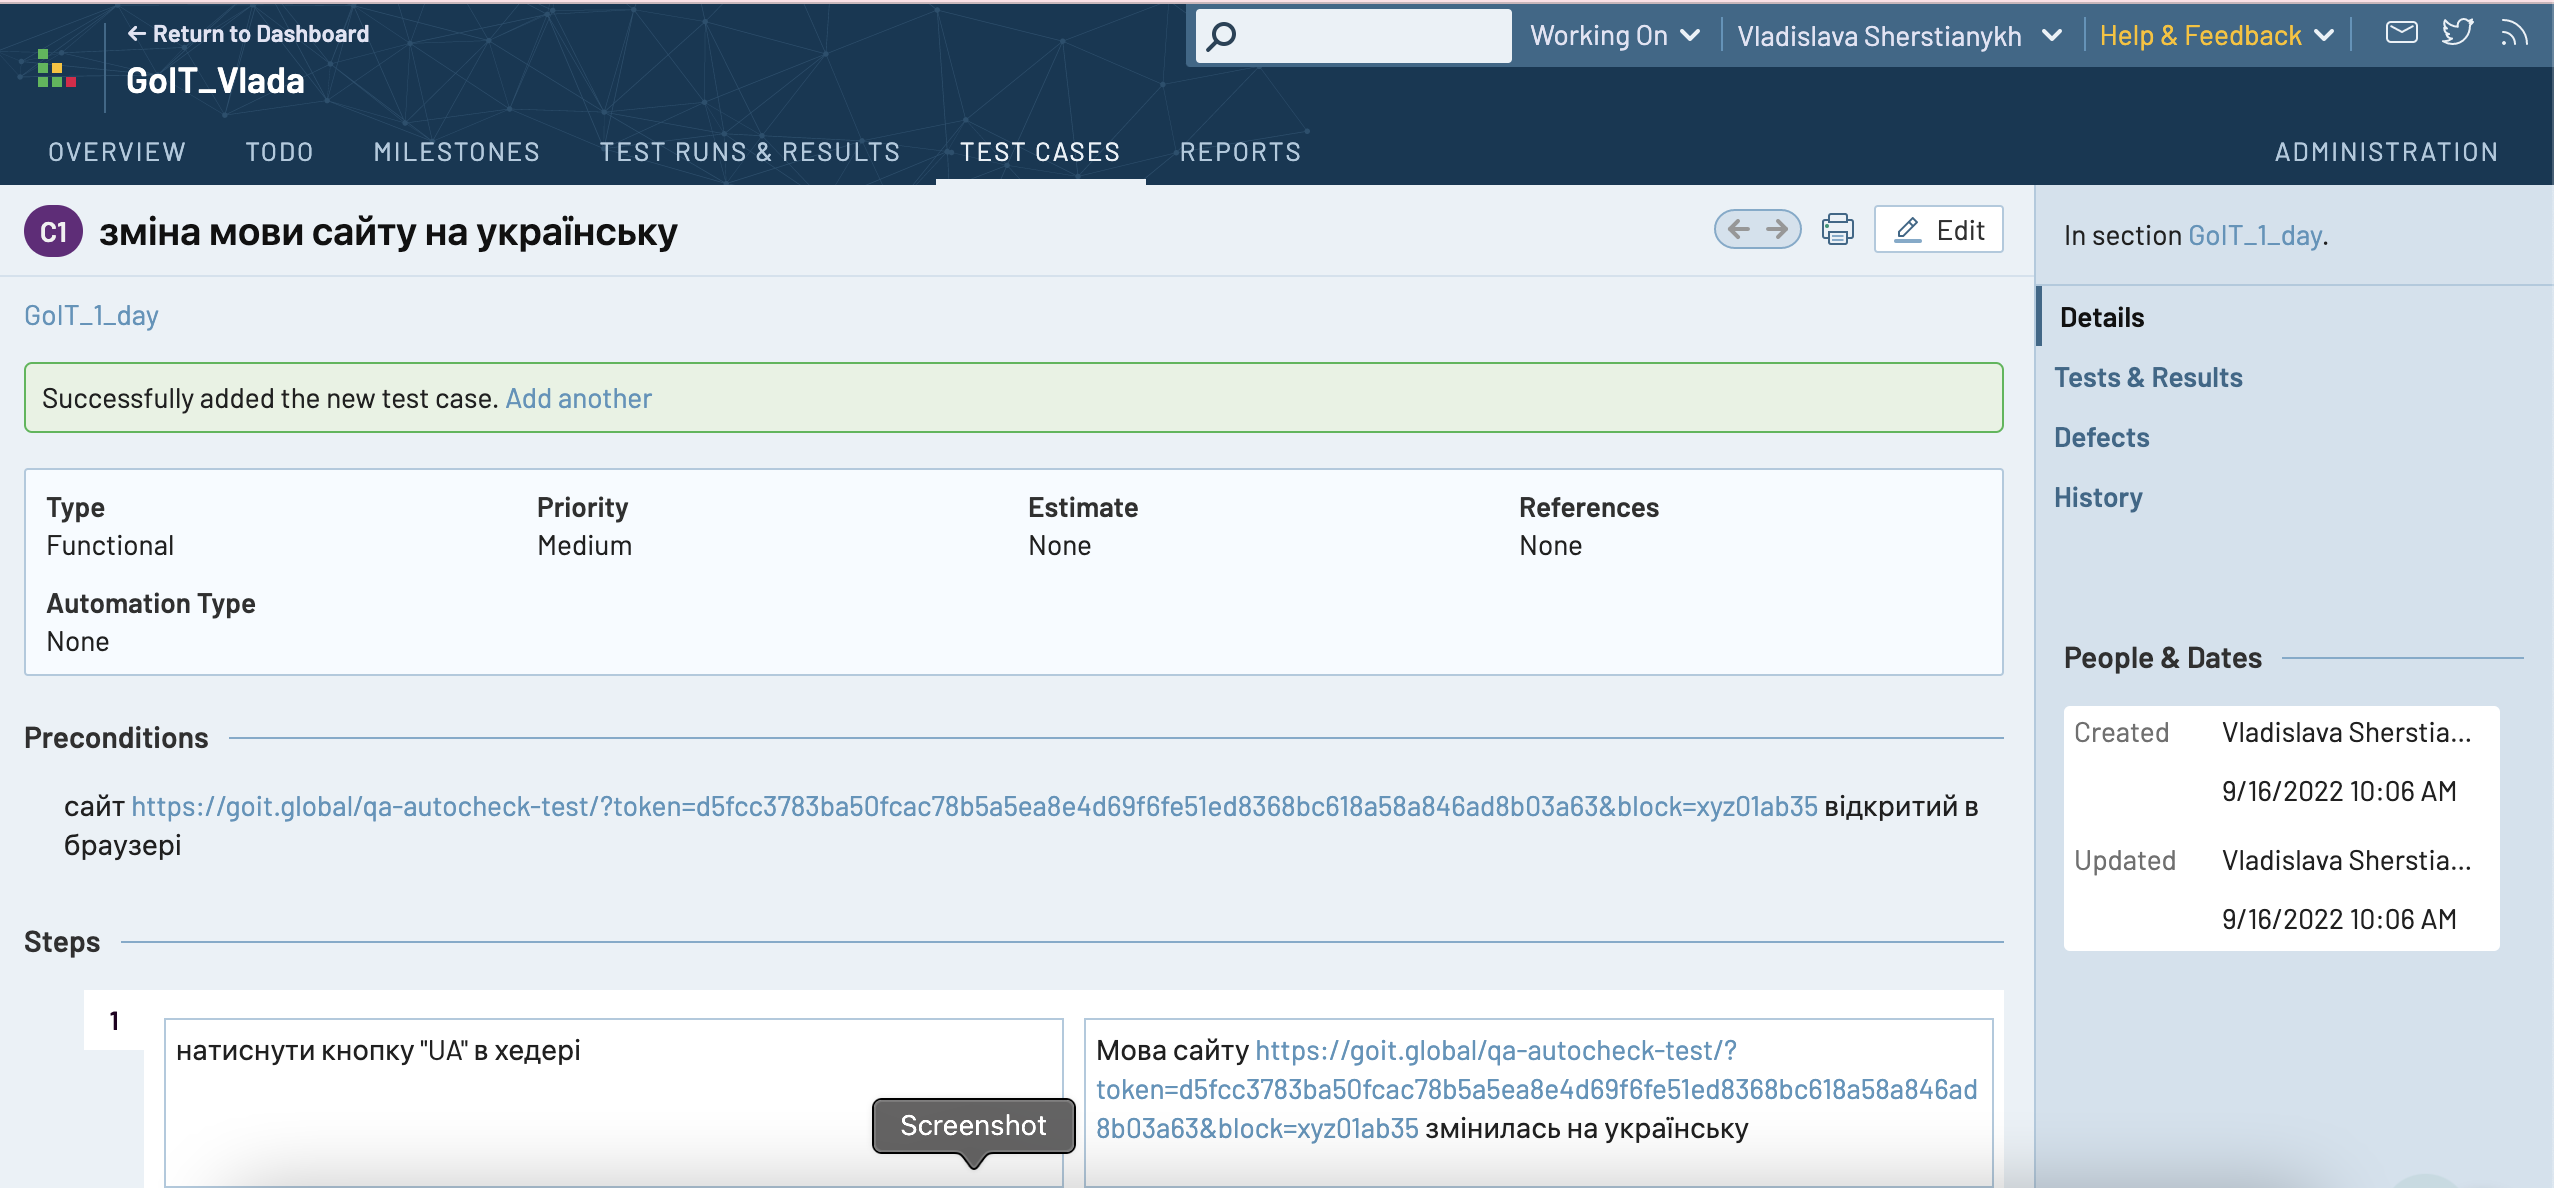 ← Return to Dashboard
GoIT_Vlada
Working On
Vladislava Sherstianykh
Help & Feedback
OVERVIEW
TODO
MILESTONES
TEST RUNS & RESULTS
TEST CASES
REPORTS
ADMINISTRATION
C1
зміна мови сайту на українську
Edit
In section GoIT_1_day.
GoIT_1_day
Successfully added the new test case. Add another
Type
Functional
Priority
Medium
Estimate
None
References
None
Automation Type
None
Preconditions
сайт https://goit.global/qa-autocheck-test/?token=d5fcc3783ba50fcac78b5a5ea8e4d69f6fe51ed8368bc618a58a846ad8b03a63&block=xyz01ab35 відкритий в
браузері
Steps
1
натиснути кнопку "UA" в хедері
Мова сайту https://goit.global/qa-autocheck-test/?
token=d5fcc3783ba50fcac78b5a5ea8e4d69f6fe51ed8368bc618a58a846ad
8b03a63&block=xyz01ab35 змінилась на українську
Screenshot
Details
Tests & Results
Defects
History
People & Dates
Created
Vladislava Sherstia...
9/16/2022 10:06 AM
Updated
Vladislava Sherstia...
9/16/2022 10:06 AM